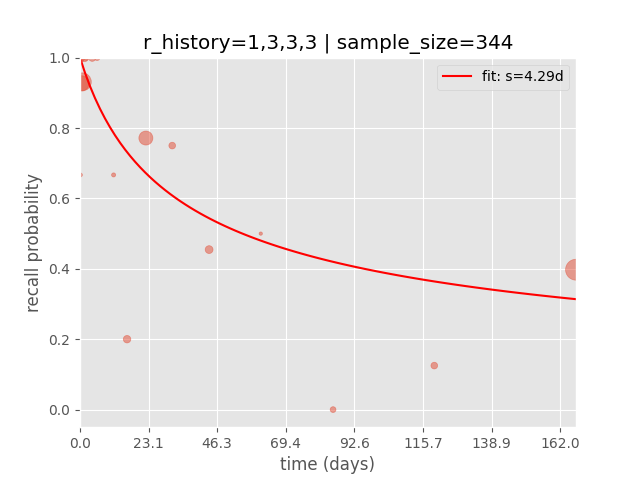 r_history=1,3,3,3 | sample_size=344
fit: s=4.29d
1.0
0.8
0.6
0.4
0.2
0.0
recall probability
0.0 23.1 46.3 69.4 92.6 115.7 138.9 162.0
time (days)